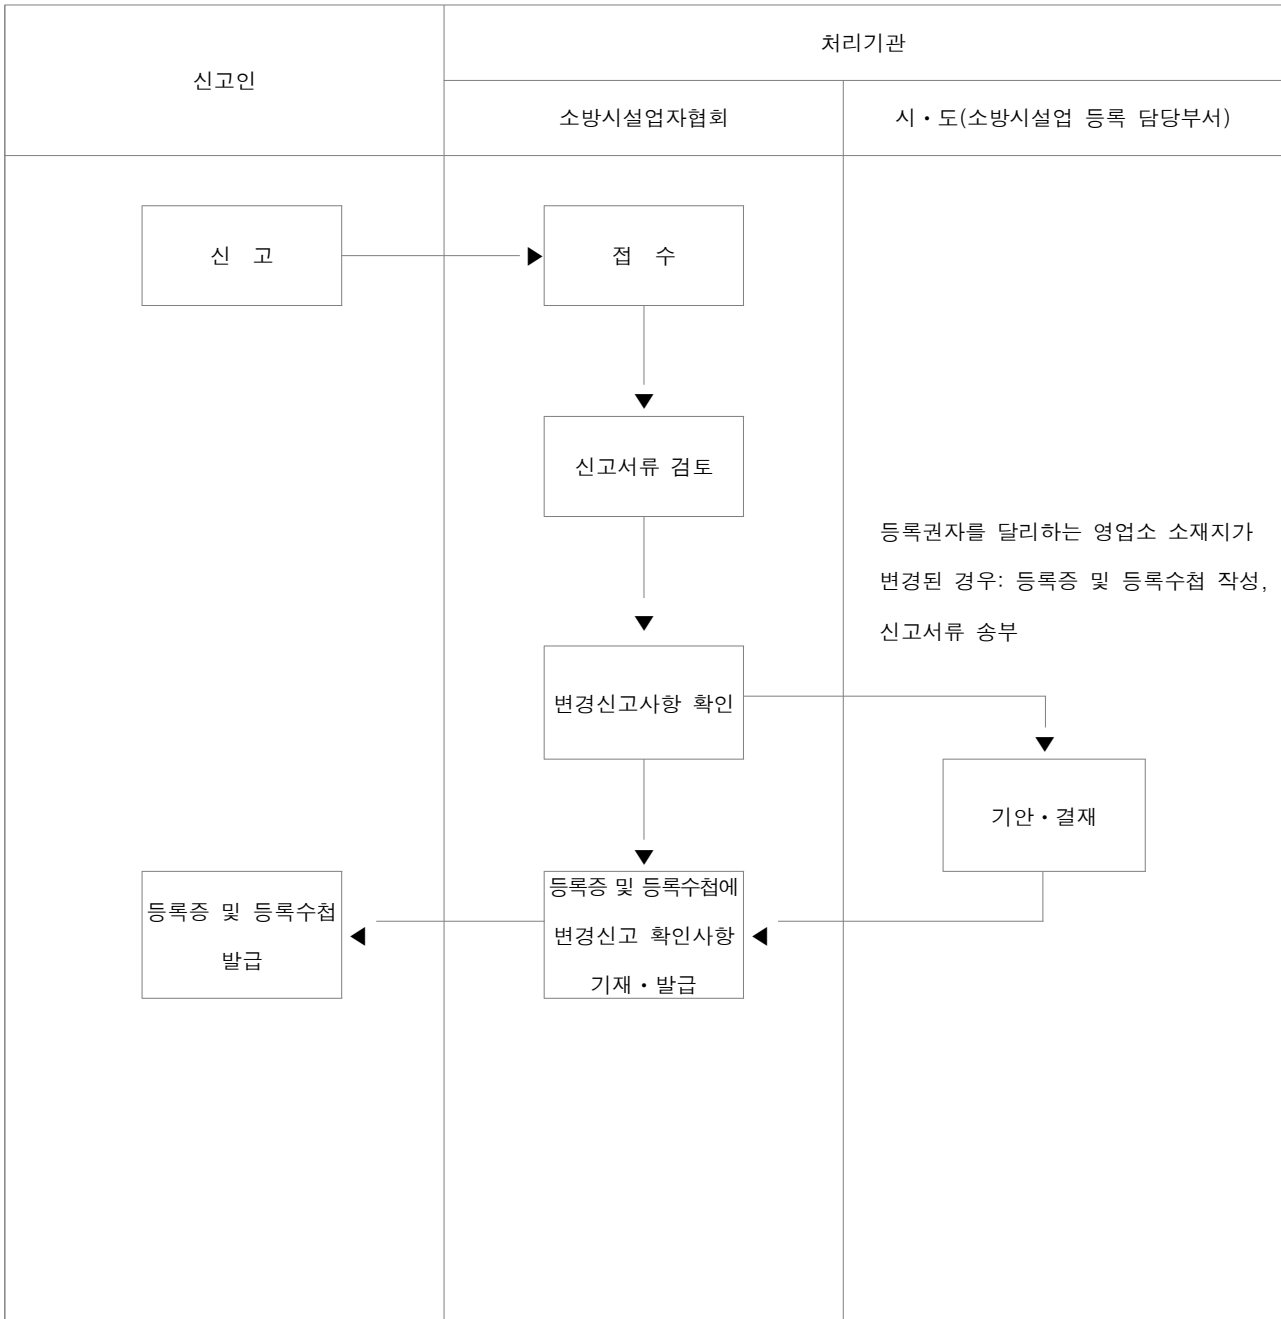 신고인
처리기관
소방시설업자협회
시·도(소방시설업 등록 담당부서)
신 고
접 수
신고서류 검토
등록권자를 달리하는 영업소 소재지가
변경된 경우: 등록증 및 등록수첩 작성,
신고서류 송부
변경신고사항 확인
기안·결재
등록증 및 등록수첩에
변경신고 확인사항
기재·발급
등록증 및 등록수첩
발급